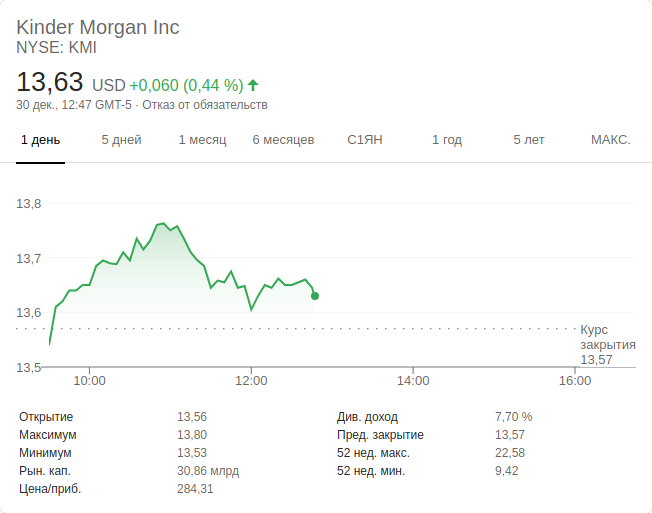 Kinder Morgan Inc
NYSE: KMI
13,63 USD +0,060 (0,44 %)
30 дек., 12:47 GMT-5 · Отказ от обязательств
1 день 5 дней 1 месяц 6 месяцев С1ЯН 1 год 5 лет МАКС.
13,8
13,7
13,6
13,5
Курс
закрытия
13,57
10:00 12:00 14:00 16:00
Открытие 13,56 Див. доход 7,70 %
Максимум 13,80 Пред. закрытие 13,57
Минимум 13,53 52 нед. макс. 22,58
Рын. кап. 30,86 млрд 52 нед. мин. 9,42
Цена/приб. 284,31